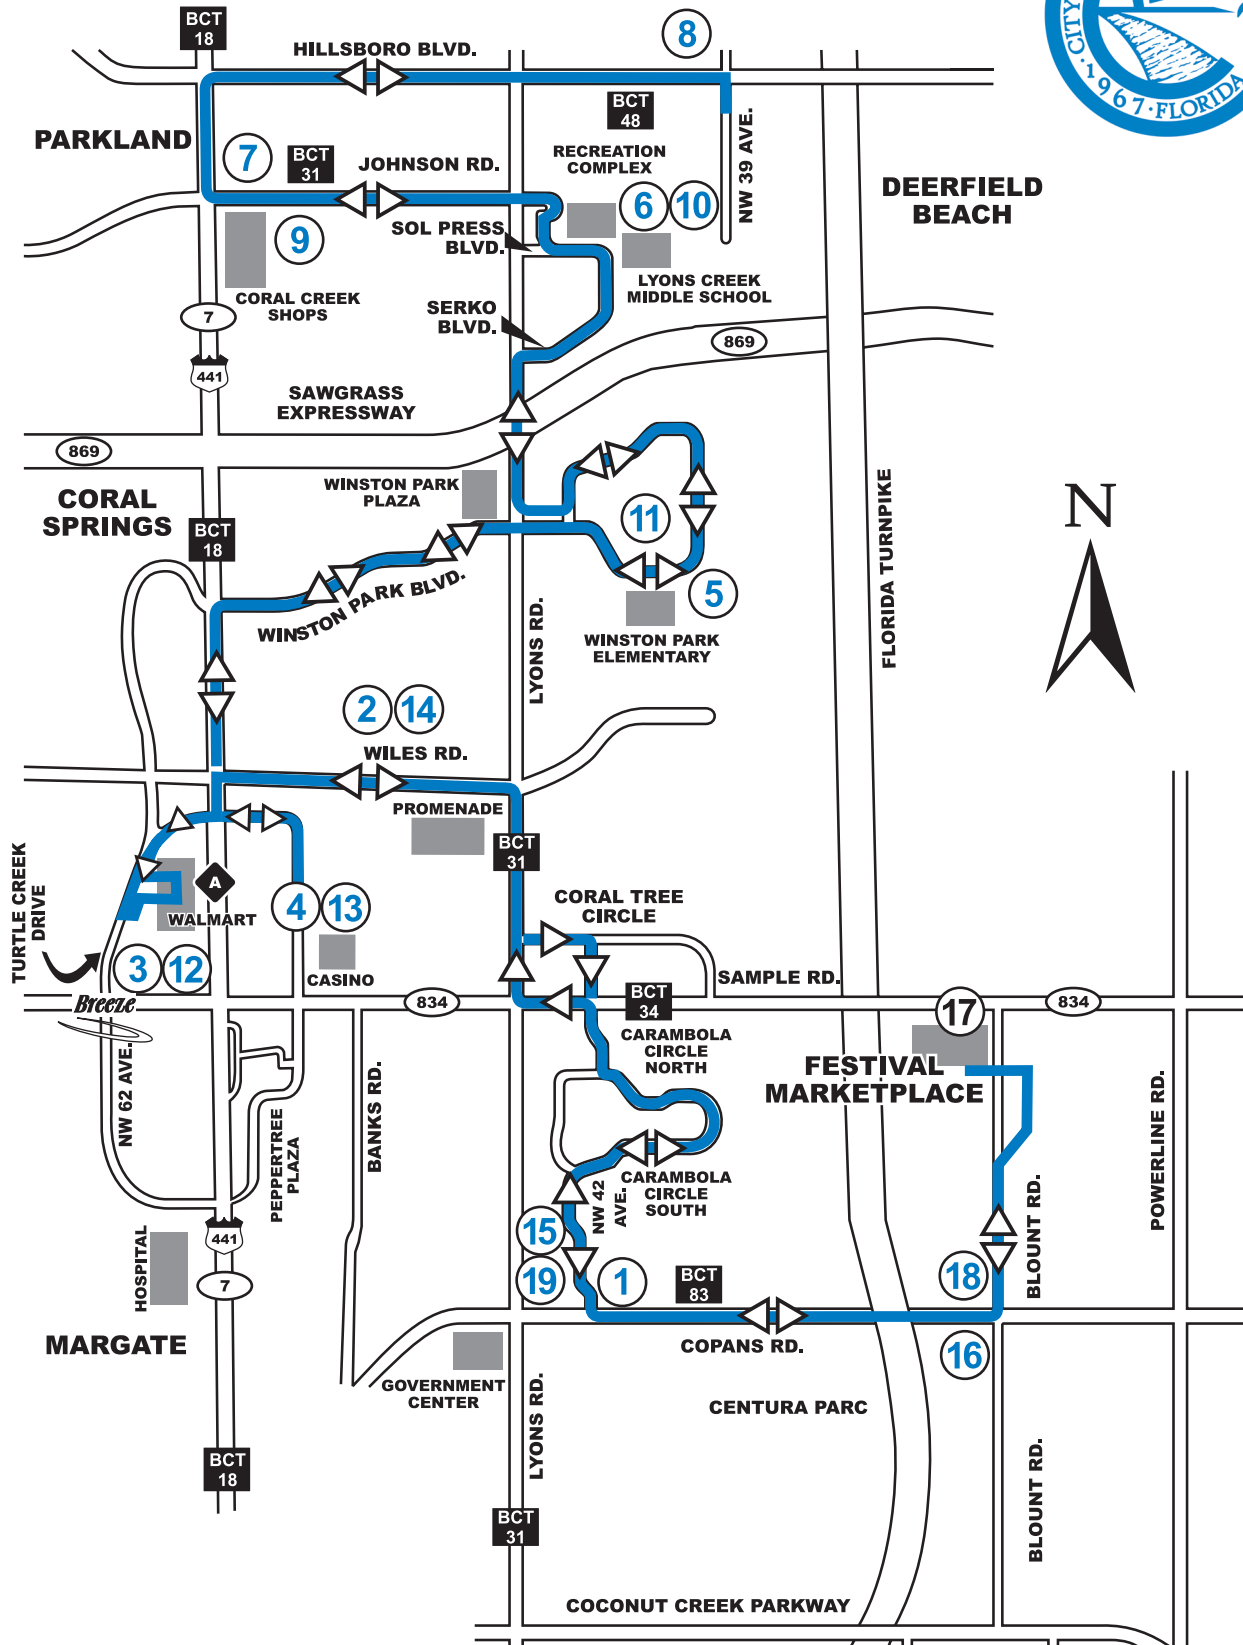 BCT
18
HILLSBORO BLVD.
8
CITY
· 1967 · FLORIDA
PARKLAND
7
BCT
31
JOHNSON RD.
BCT
48
RECREATION
COMPLEX
NW 39 AVE.
DEERFIELD
BEACH
6
10
SOL PRESS
BLVD.
9
LYONS CREEK
MIDDLE SCHOOL
CORAL CREEK
SHOPS
7
SERKO
BLVD.
869
441
SAWGRASS
EXPRESSWAY
869
WINSTON PARK
PLAZA
CORAL
SPRINGS
BCT
18
11
FLORIDA TURNPIKE
N
WINSTON PARK BLVD.
5
LYONS RD.
WINSTON PARK
ELEMENTARY
2
14
WILES RD.
PROMENADE
BCT
31
TURTLE CREEK
DRIVE
A
WALMART
4
13
CORAL TREE
CIRCLE
3
12
CASINO
SAMPLE RD.
Breeze
834
BCT
34
834
17
CARAMBOLA
CIRCLE
NORTH
FESTIVAL
MARKETPLACE
NW 62 AVE.
BANKS RD.
PEPPERTREE
PLAZA
POWERLINE RD.
CARAMBOLA
CIRCLE
SOUTH
NW 42
AVE.
441
15
HOSPITAL
7
19
1
BCT
83
18
BLOUNT RD.
MARGATE
COPANS RD.
16
GOVERNMENT
CENTER
CENTURA PARC
LYONS RD.
BCT
18
BLOUNT RD.
BCT
31
COCONUT CREEK PARKWAY